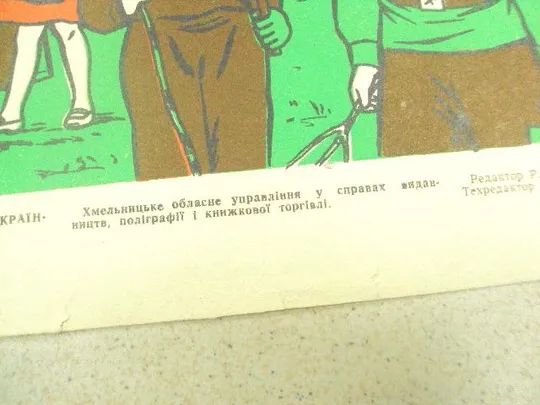 КРАЇН-
Хмельницьке обласне управління у справах видав-
ництв, поліграфії і книжкової торгівлі.
Редактор Р.
Техредактор